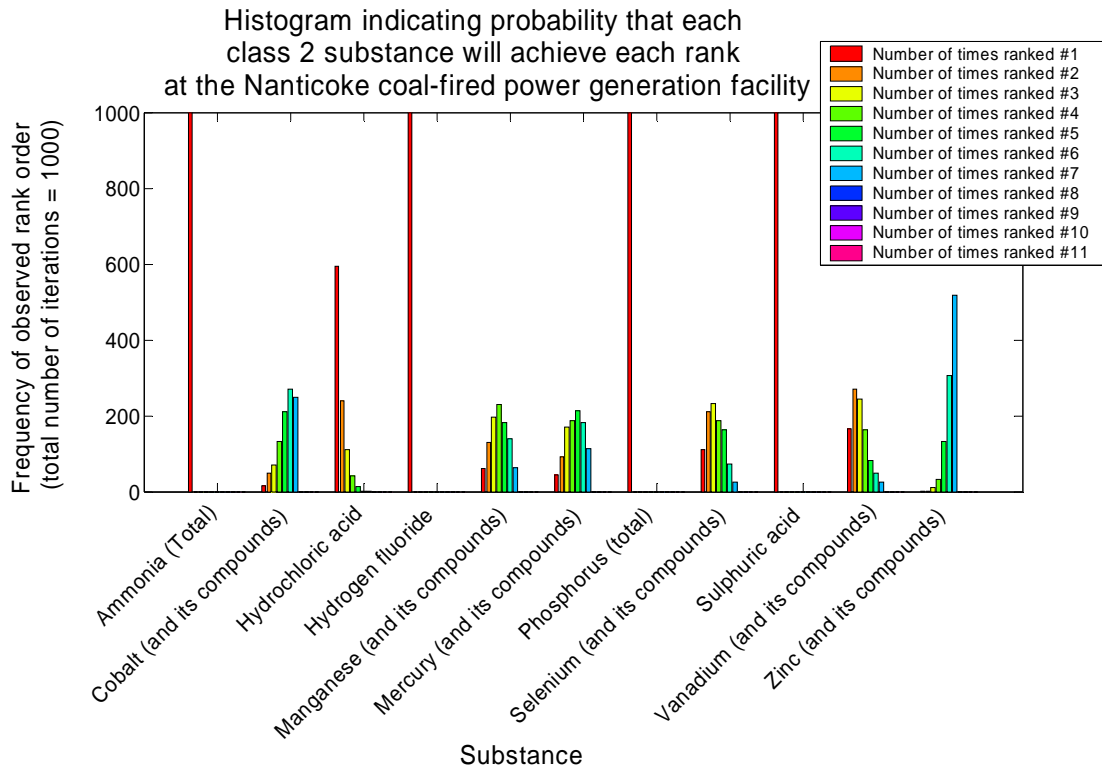 Histogram indicating probability that each
class 2 substance will achieve each rank
at the Nanticoke coal-fired power generation facility
Number of times ranked #1
Number of times ranked #2
Number of times ranked #3
Number of times ranked #4
Number of times ranked #5
Number of times ranked #6
Number of times ranked #7
Number of times ranked #8
Number of times ranked #9
Number of times ranked #10
Number of times ranked #11
Frequency of observed rank order
(total number of iterations = 1000)
1000
800
600
400
200
0
Ammonia (Total)
Cobalt (and its compounds)
Hydrochloric acid
Hydrogen fluoride
Manganese (and its compounds)
Mercury (and its compounds)
Phosphorus (total)
Selenium (and its compounds)
Sulphuric acid
Vanadium (and its compounds)
Zinc (and its compounds)
Substance